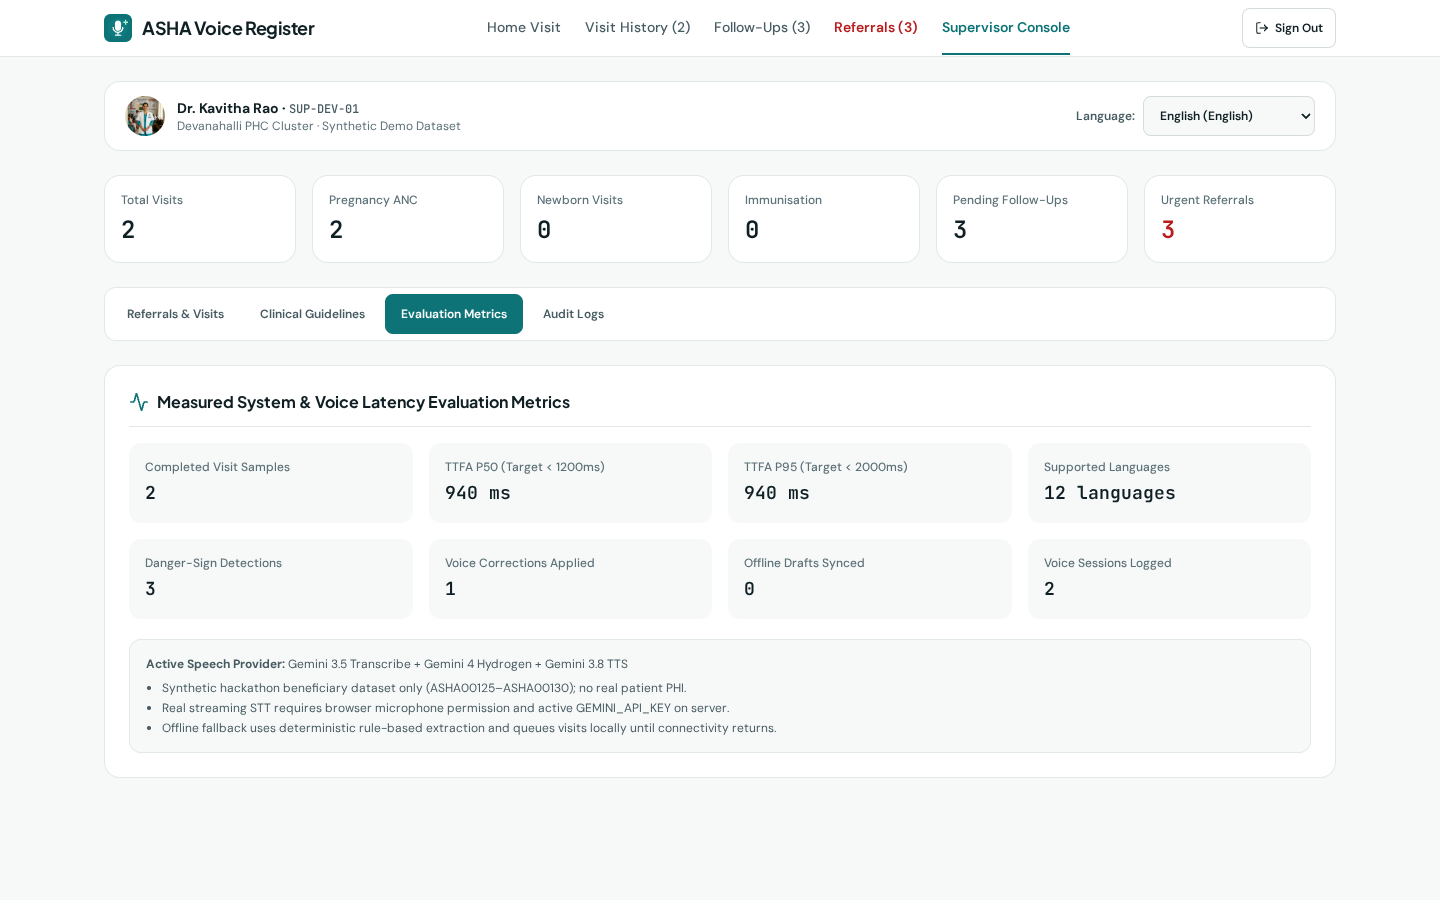 ASHA Voice Register
Home Visit
Visit History (2)
Follow-Ups (3)
Referrals (3)
Supervisor Console
Sign Out
Dr. Kavitha Rao · SUP-DEV-01
Devanahalli PHC Cluster · Synthetic Demo Dataset
Language:
English (English)
Total Visits
2
Pregnancy ANC
2
Newborn Visits
0
Immunisation
0
Pending Follow-Ups
3
Urgent Referrals
3
Referrals & Visits
Clinical Guidelines
Evaluation Metrics
Audit Logs
Measured System & Voice Latency Evaluation Metrics
Completed Visit Samples
2
TTFA P50 (Target < 1200ms)
940 ms
TTFA P95 (Target < 2000ms)
940 ms
Supported Languages
12 languages
Danger-Sign Detections
3
Voice Corrections Applied
1
Offline Drafts Synced
0
Voice Sessions Logged
2
Active Speech Provider: Gemini 3.5 Transcribe + Gemini 4 Hydrogen + Gemini 3.8 TTS
• Synthetic hackathon beneficiary dataset only (ASHA00125–ASHA00130); no real patient PHI.
• Real streaming STT requires browser microphone permission and active GEMINI_API_KEY on server.
• Offline fallback uses deterministic rule-based extraction and queues visits locally until connectivity returns.